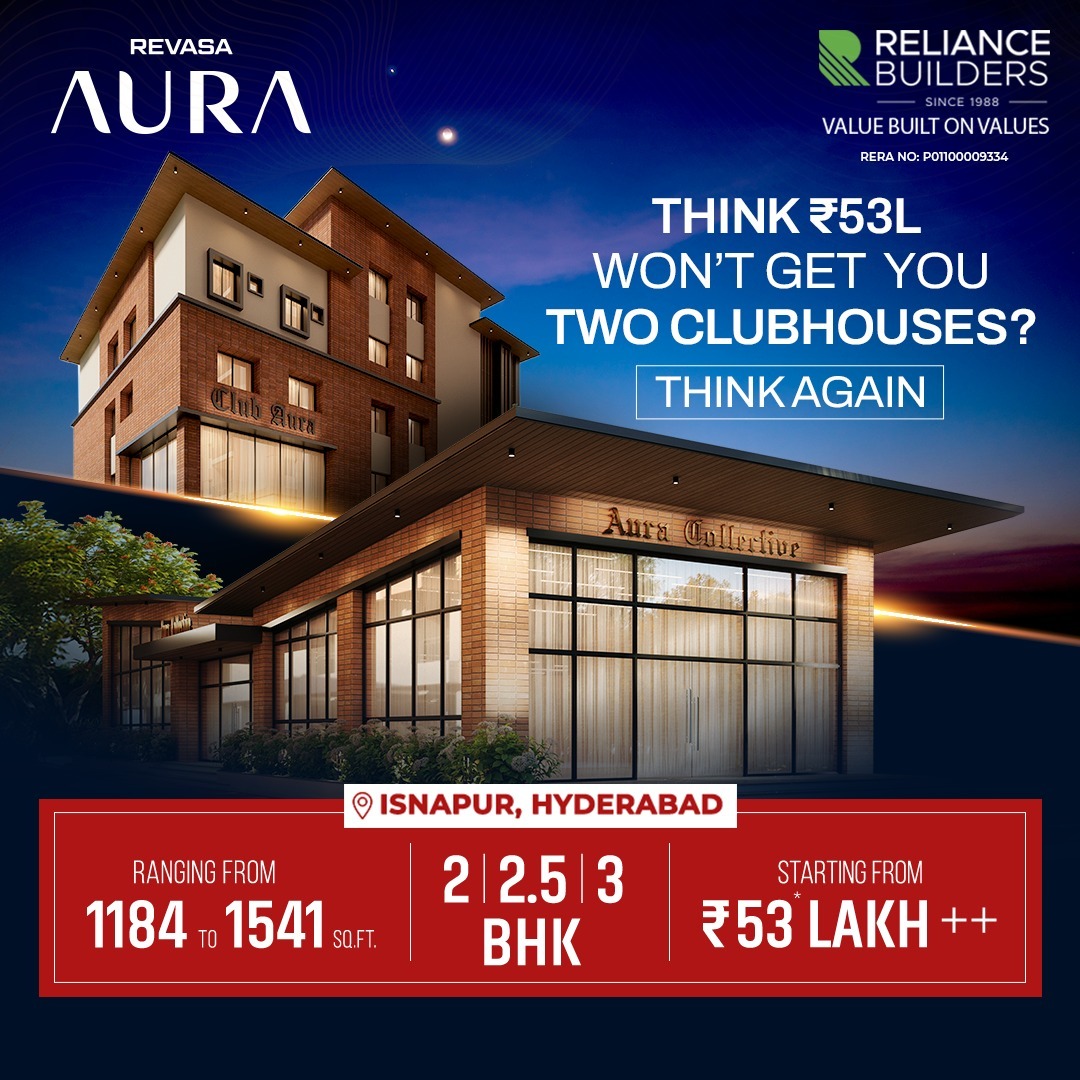 REVASA
AURA
RELIANCE
BUILDERS
SINCE 1988
VALUE BUILT ON VALUES
RERA NO: P01100009334
THINK ₹53L
WON'T GET YOU
TWO CLUBHOUSES?
THINK AGAIN
Club Aura
Aura Collective
ISNAPUR, HYDERABAD
RANGING FROM
1184 TO 1541 SQ.FT.
2 | 2.5 | 3
BHK
STARTING FROM
₹53* LAKH ++